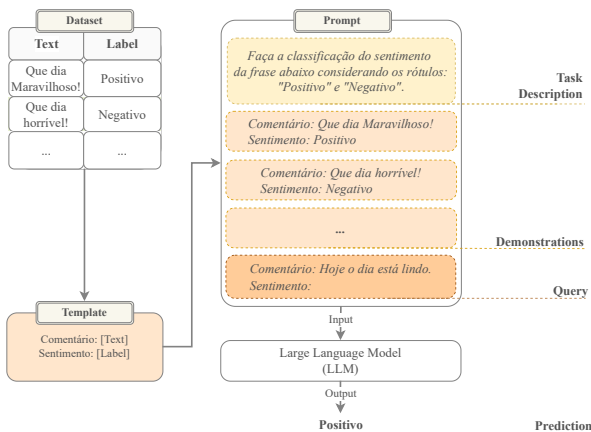 Dataset
Text Label
Que dia
Maravilhoso!
Positivo
Que dia
horrível!
Negativo
... ...
Template
Comentário: [Text]
Sentimento: [Label]
Prompt
Faça a classificação do sentimento
da frase abaixo considerando os rótulos:
"Positivo" e "Negativo".
Task
Description
Comentário: Que dia Maravilhoso!
Sentimento: Positivo
Comentário: Que dia horrível!
Sentimento: Negativo
...
Demonstrations
Comentário: Hoje o dia está lindo.
Sentimento:
Query
Input
Large Language Model
(LLM)
Output
Positivo
Prediction